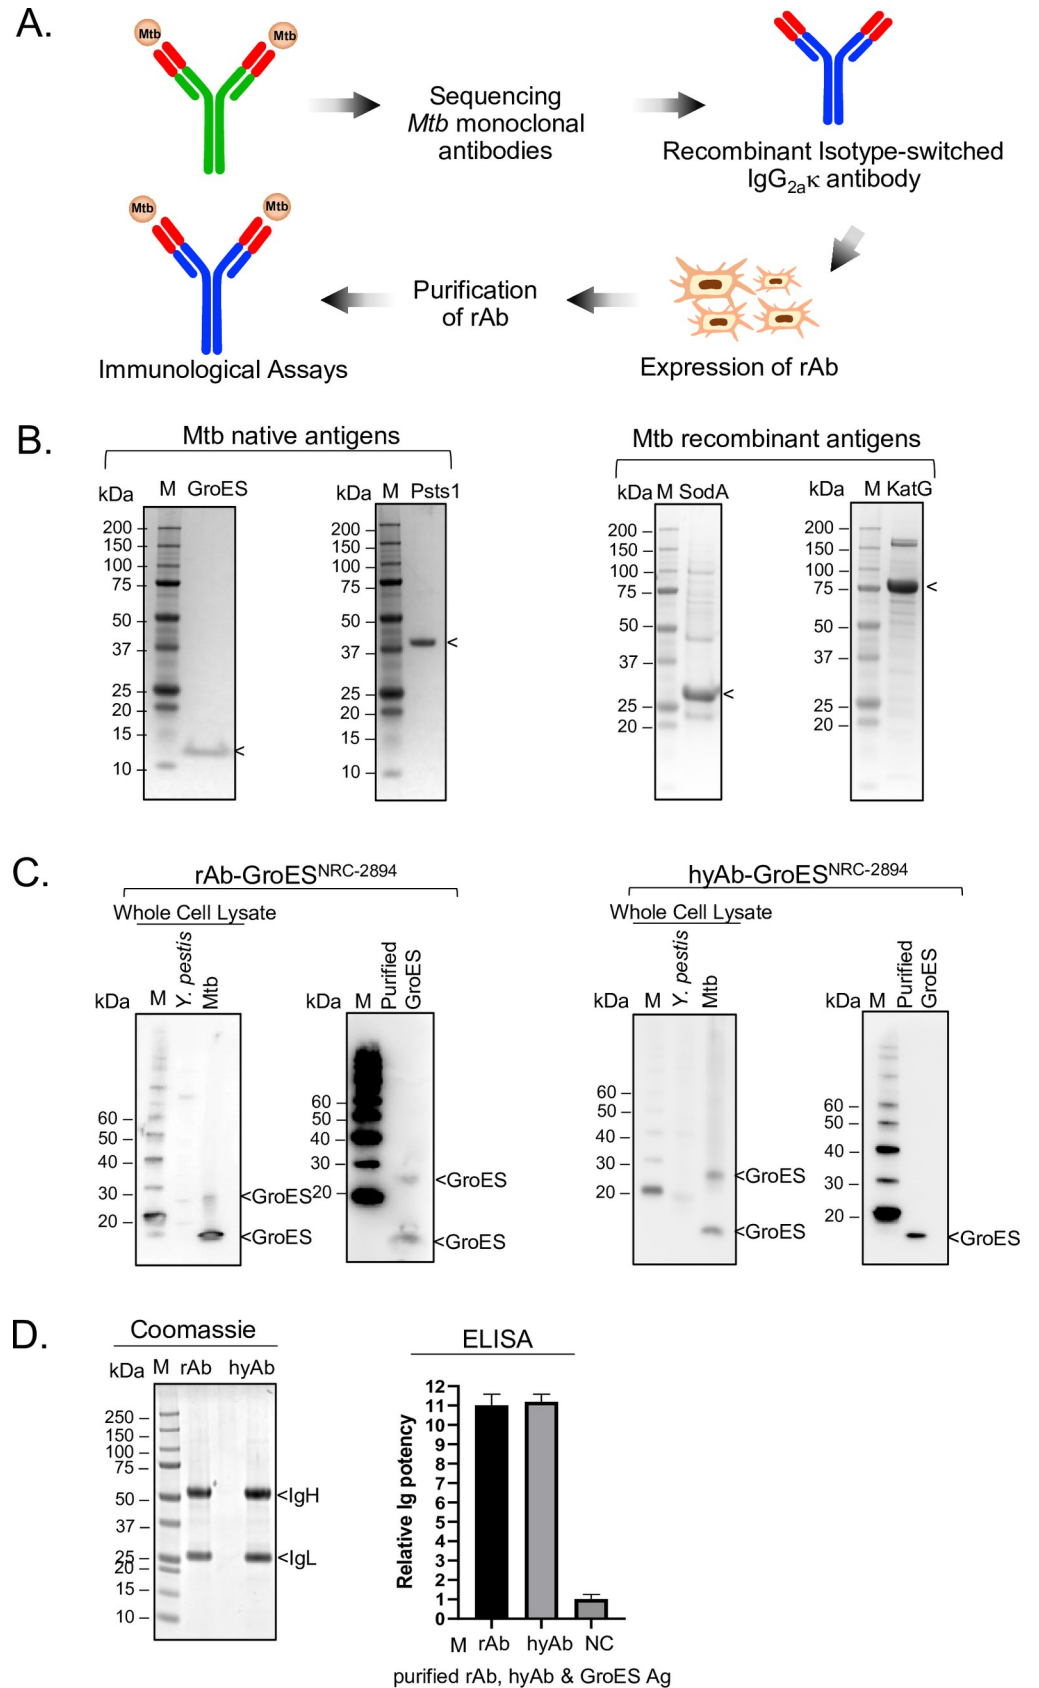 A.
Mtb
Mtb
Sequencing
Mtb monoclonal
antibodies
Recombinant Isotype-switched
IgG2aκ antibody
Mtb
Mtb
Immunological Assays
Purification
of rAb
Expression of rAb
B.
Mtb native antigens
kDa M GroES
200
150
100
75
50
37
25
20
15
10
<
kDa M Psts1
200
150
100
75
50
37
25
20
15
10
<
Mtb recombinant antigens
kDa M SodA
200
150
100
75
50
37
25
20
<
kDa M KatG
200
150
100
75
50
37
25
20
<
C.
rAb-GroES^NRC-2894
Whole Cell Lysate
kDa M Y. pestis Mtb
60
50
40
30
20
<GroES
<GroES
kDa M Purified GroES
60
50
40
30
20
<GroES
<GroES
hyAb-GroES^NRC-2894
Whole Cell Lysate
kDa M Y. pestis Mtb
60
50
40
30
20
<GroES
<GroES
kDa M Purified GroES
60
50
40
30
20
<GroES
D.
Coomassie
kDa M rAb hyAb
250
150
100
75
50
37
25
20
15
10
<IgH
<IgL
ELISA
Relative Ig potency
12
11
10
9
8
7
6
5
4
3
2
1
0
M rAb hyAb NC
purified rAb, hyAb & GroES Ag